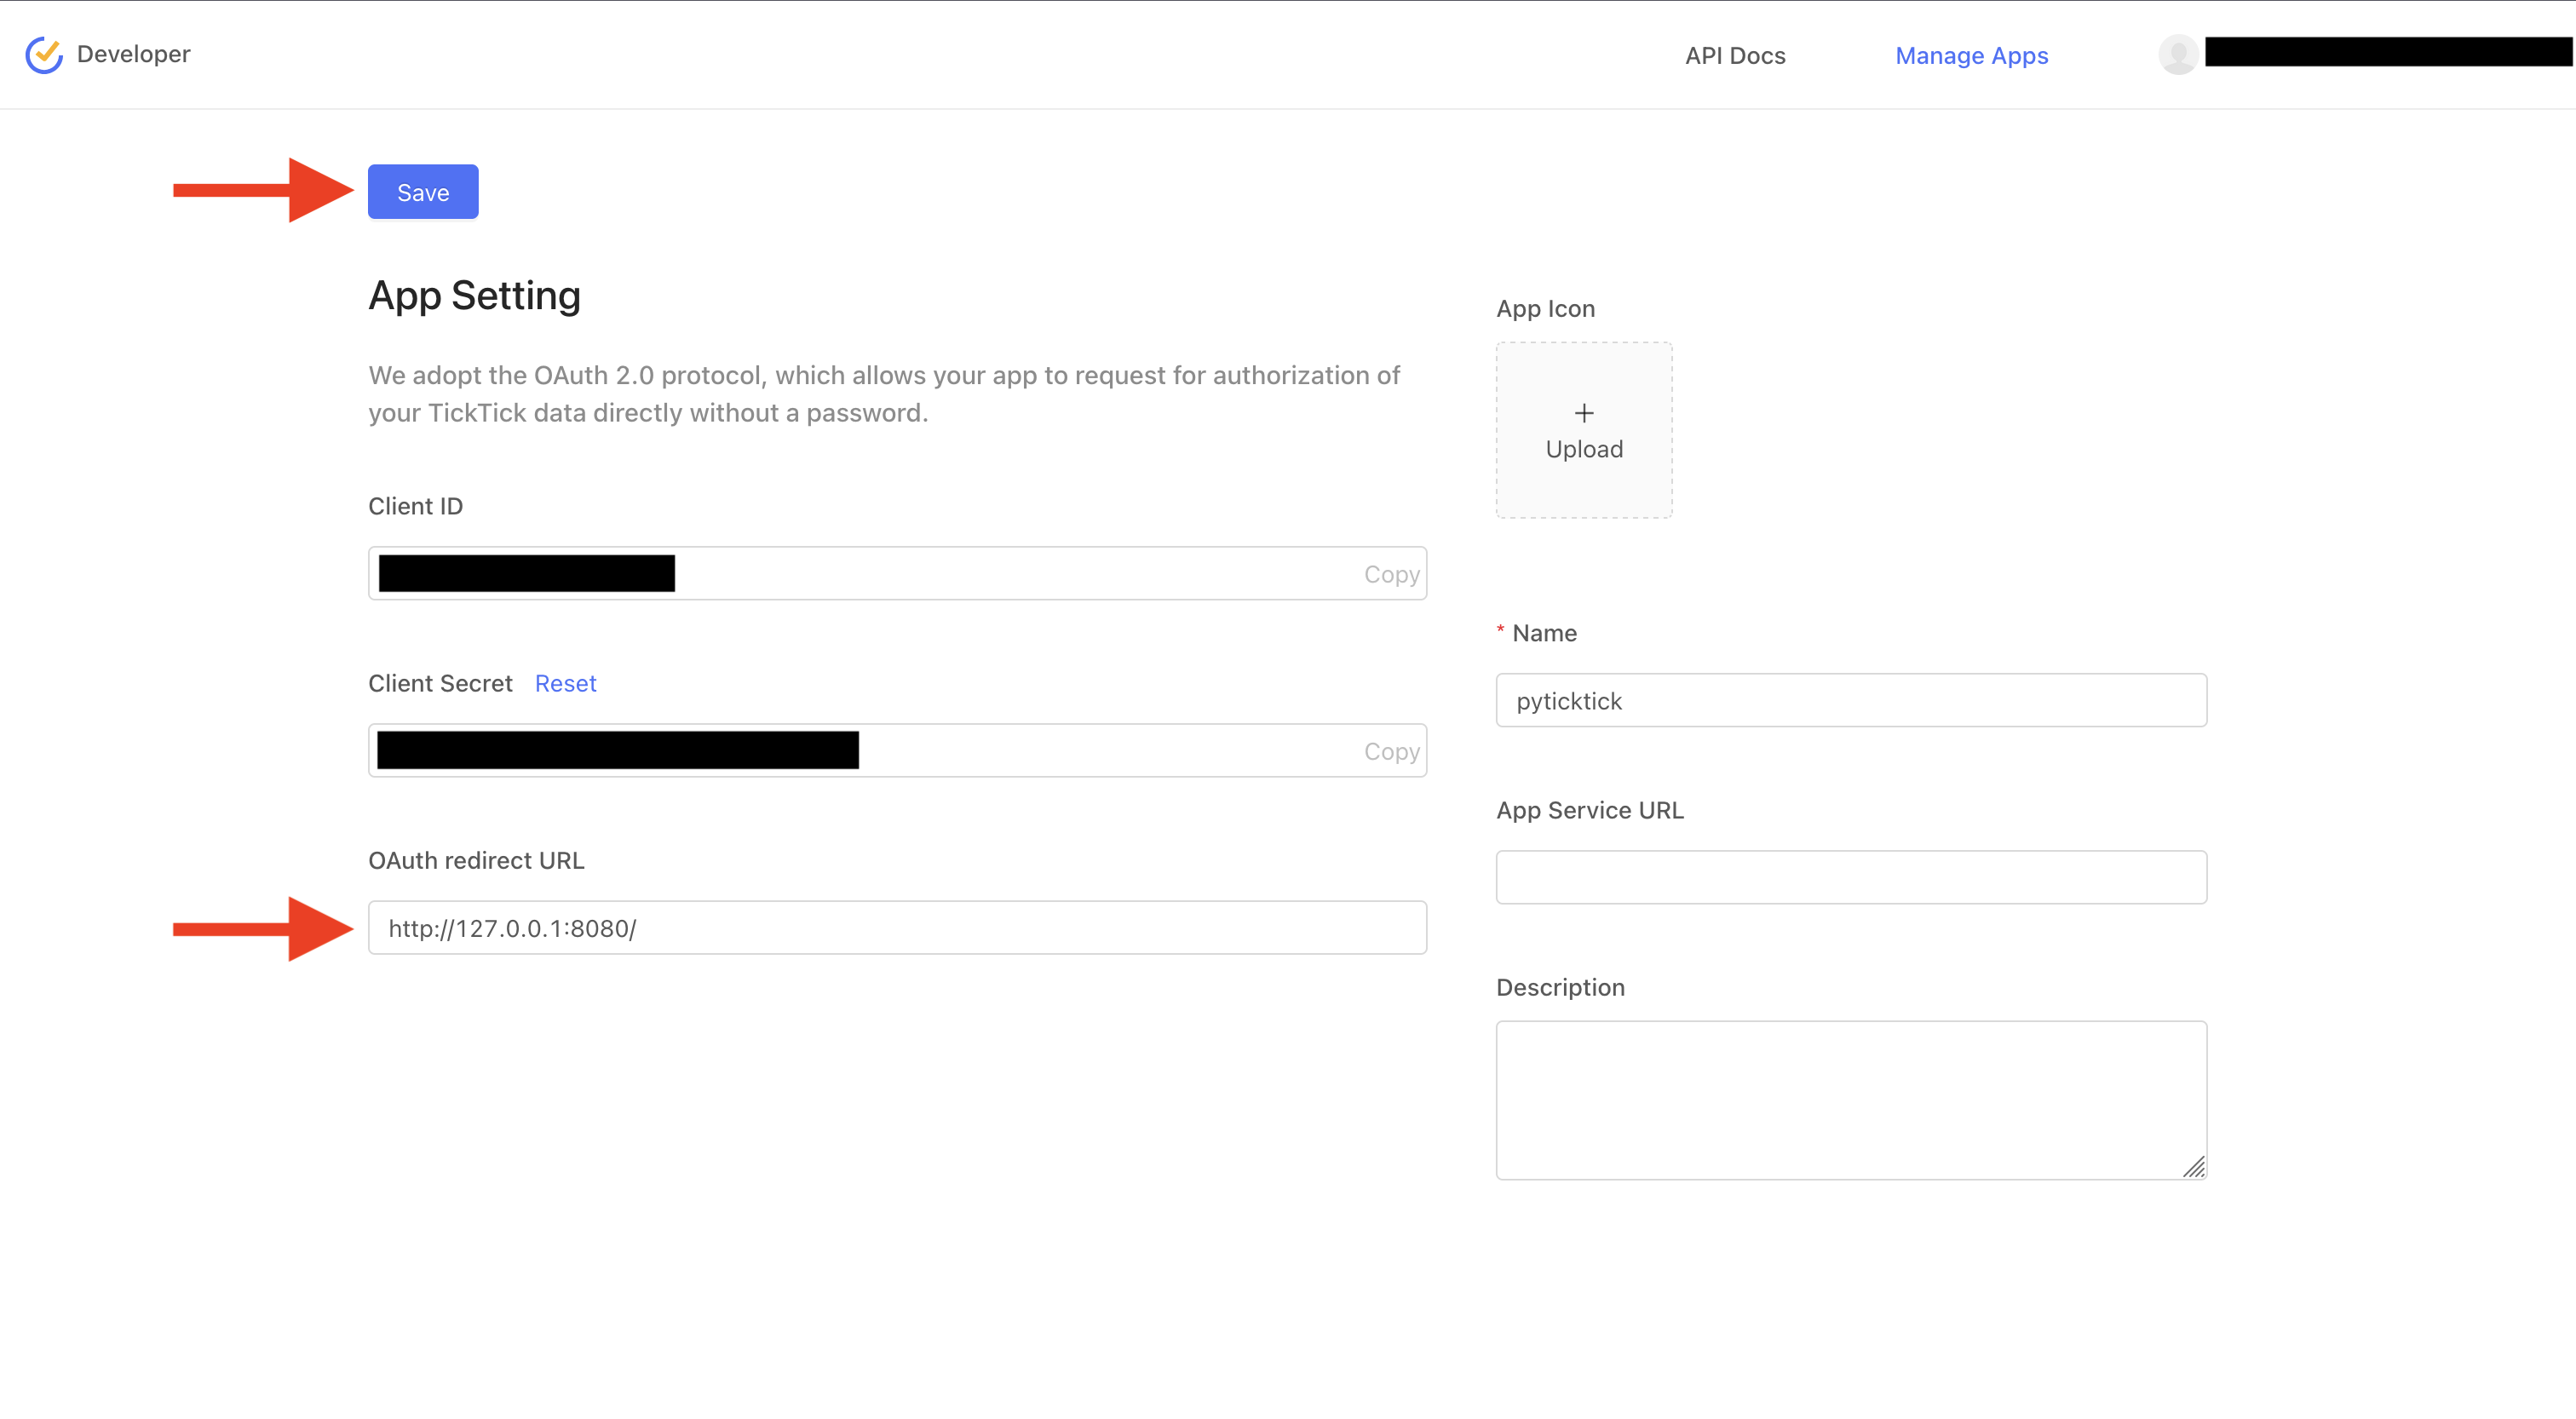 Developer
API Docs
Manage Apps
Save
App Setting
We adopt the OAuth 2.0 protocol, which allows your app to request for authorization of
your TickTick data directly without a password.
Client ID
Copy
Client Secret Reset
Copy
OAuth redirect URL
http://127.0.0.1:8080/
App Icon
+
Upload
* Name
pyticktick
App Service URL
Description